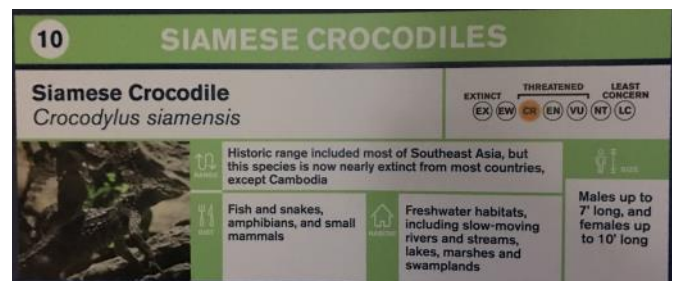 10
SIAMESE CROCODILES
Siamese Crocodile
Crocodylus siamensis
EXTINCT
THREATENED
LEAST
CONCERN
EX EW CR EN VU NT LC
RANGE
Historic range included most of Southeast Asia, but
this species is now nearly extinct from most countries,
except Cambodia
DIET
Fish and snakes,
amphibians, and small
mammals
HABITAT
Freshwater habitats,
including slow-moving
rivers and streams,
lakes, marshes and
swamplands
SIZE
Males up to
7' long, and
females up
to 10' long